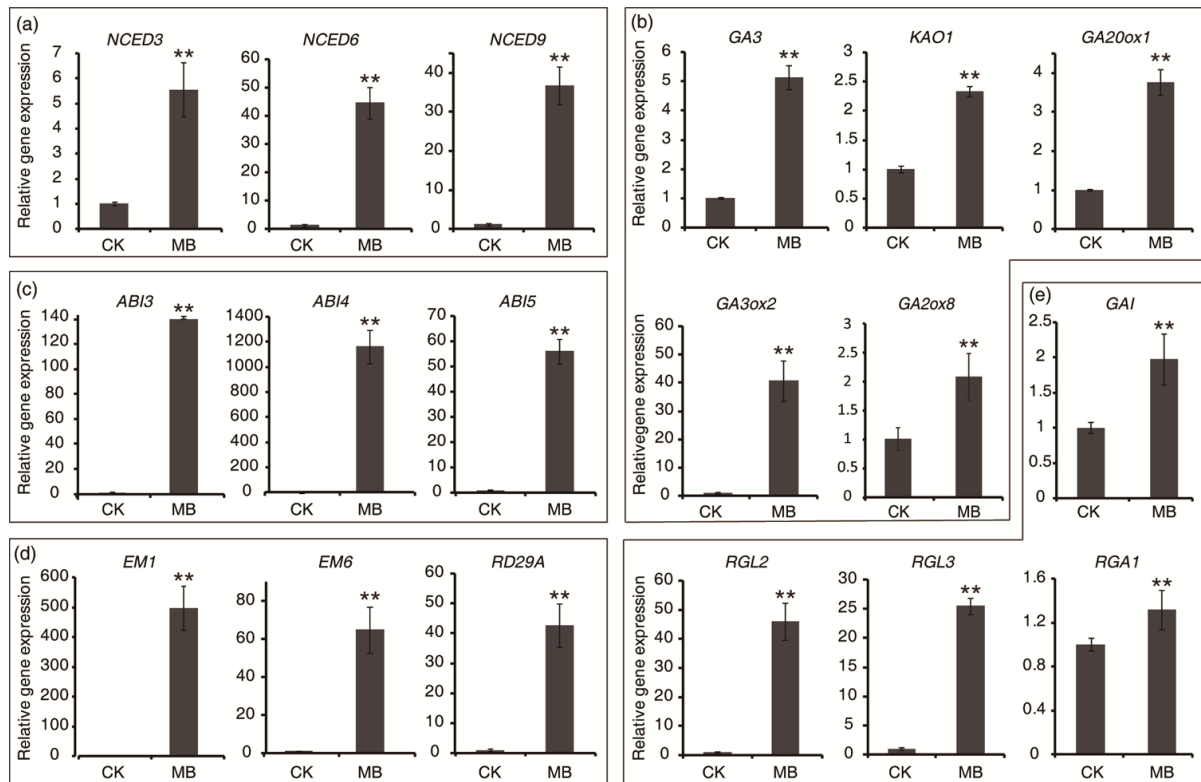 (a)
NCED3
NCED6
NCED9
Relative gene expression
7
6
5
4
3
2
1
0
**
CK MB
60
50
40
30
20
10
0
**
CK MB
40
30
20
10
0
**
CK MB
(b)
GA3
KAO1
GA20ox1
Relative gene expression
6
5
4
3
2
1
0
**
CK MB
3
2.5
2
1.5
1
0.5
0
**
CK MB
4
3
2
1
0
**
CK MB
GA3ox2
GA2ox8
Relativegene expression
60
50
40
30
20
10
0
**
CK MB
3
2.5
2
1.5
1
0.5
0
**
CK MB
(c)
ABI3
ABI4
ABI5
Relative gene expression
140
120
100
80
60
40
20
0
**
CK MB
1400
1200
1000
800
600
400
200
0
**
CK MB
70
60
50
40
30
20
10
0
**
CK MB
(d)
EM1
EM6
RD29A
Relative gene expression
600
500
400
300
200
100
0
**
CK MB
80
60
40
20
0
**
CK MB
60
50
40
30
20
10
0
**
CK MB
(e)
GAI
2.5
2
1.5
1
0.5
0
**
CK MB
RGL2
RGL3
RGA1
Relative gene expression
60
50
40
30
20
10
0
**
CK MB
30
25
20
15
10
5
0
**
CK MB
1.6
1.2
0.8
0.4
0
**
CK MB